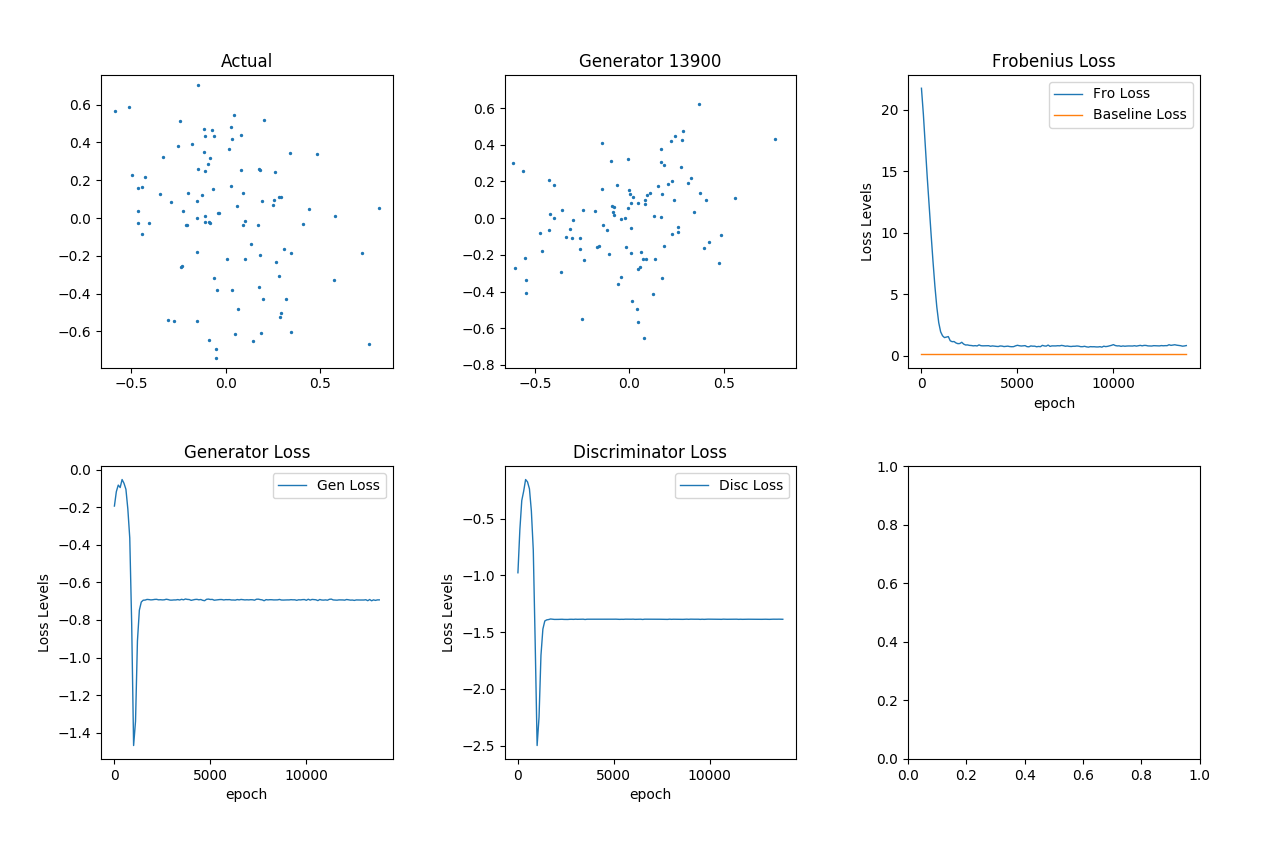 Actual
0.6
0.4
0.2
0.0
−0.2
−0.4
−0.6
−0.5 0.0 0.5
Generator 13900
0.6
0.4
0.2
0.0
−0.2
−0.4
−0.6
−0.8
−0.5 0.0 0.5
Frobenius Loss
Fro Loss
Baseline Loss
Loss Levels
20
15
10
5
0
0 5000 10000
epoch
Generator Loss
Gen Loss
Loss Levels
0.0
−0.2
−0.4
−0.6
−0.8
−1.0
−1.2
−1.4
0 5000 10000
epoch
Discriminator Loss
Disc Loss
Loss Levels
−0.5
−1.0
−1.5
−2.0
−2.5
0 5000 10000
epoch
1.0
0.8
0.6
0.4
0.2
0.0
0.0 0.2 0.4 0.6 0.8 1.0